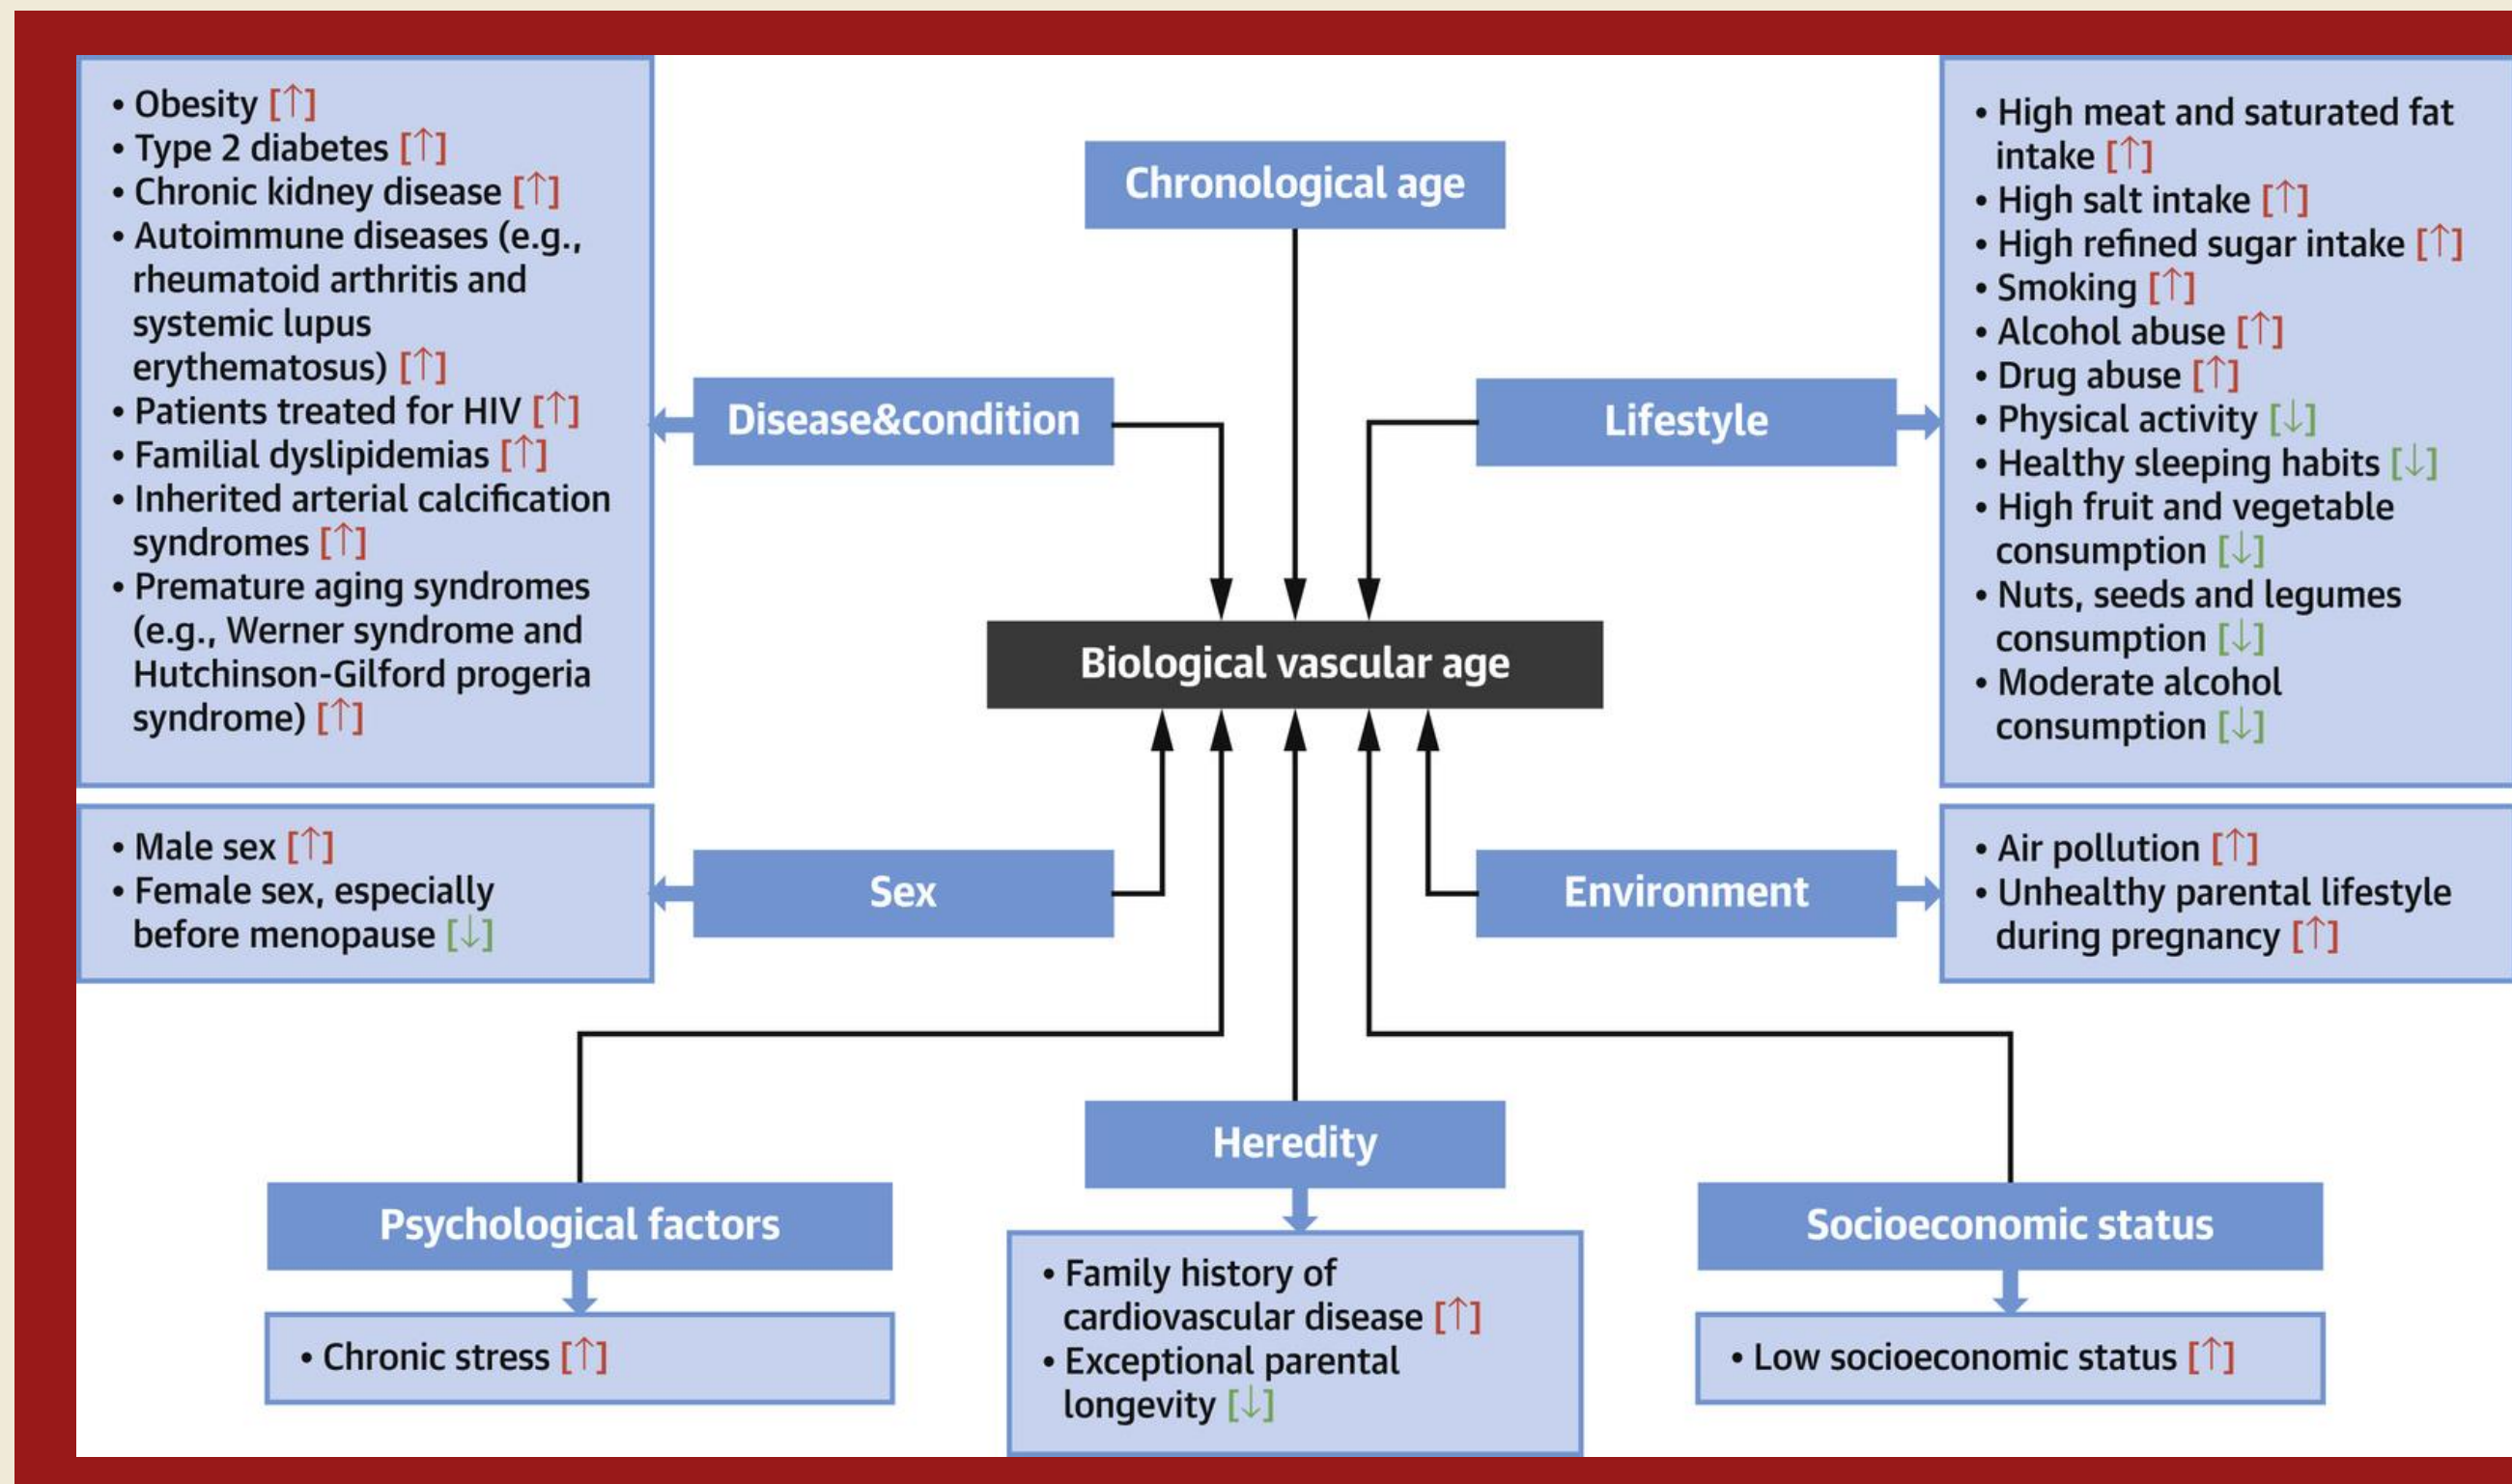 • Obesity [↑]
• Type 2 diabetes [↑]
• Chronic kidney disease [↑]
• Autoimmune diseases (e.g.,
rheumatoid arthritis and
systemic lupus
erythematosus) [↑]
• Patients treated for HIV [↑]
• Familial dyslipidemias [↑]
• Inherited arterial calcification
syndromes [↑]
• Premature aging syndromes
(e.g., Werner syndrome and
Hutchinson-Gilford progeria
syndrome) [↑]
Chronological age
Disease&condition
Lifestyle
• High meat and saturated fat
intake [↑]
• High salt intake [↑]
• High refined sugar intake [↑]
• Smoking [↑]
• Alcohol abuse [↑]
• Drug abuse [↑]
• Physical activity [↓]
• Healthy sleeping habits [↓]
• High fruit and vegetable
consumption [↓]
• Nuts, seeds and legumes
consumption [↓]
• Moderate alcohol
consumption [↓]
Biological vascular age
• Male sex [↑]
• Female sex, especially
before menopause [↓]
Sex
Environment
• Air pollution [↑]
• Unhealthy parental lifestyle
during pregnancy [↑]
Psychological factors
• Chronic stress [↑]
Heredity
• Family history of
cardiovascular disease [↑]
• Exceptional parental
longevity [↓]
Socioeconomic status
• Low socioeconomic status [↑]